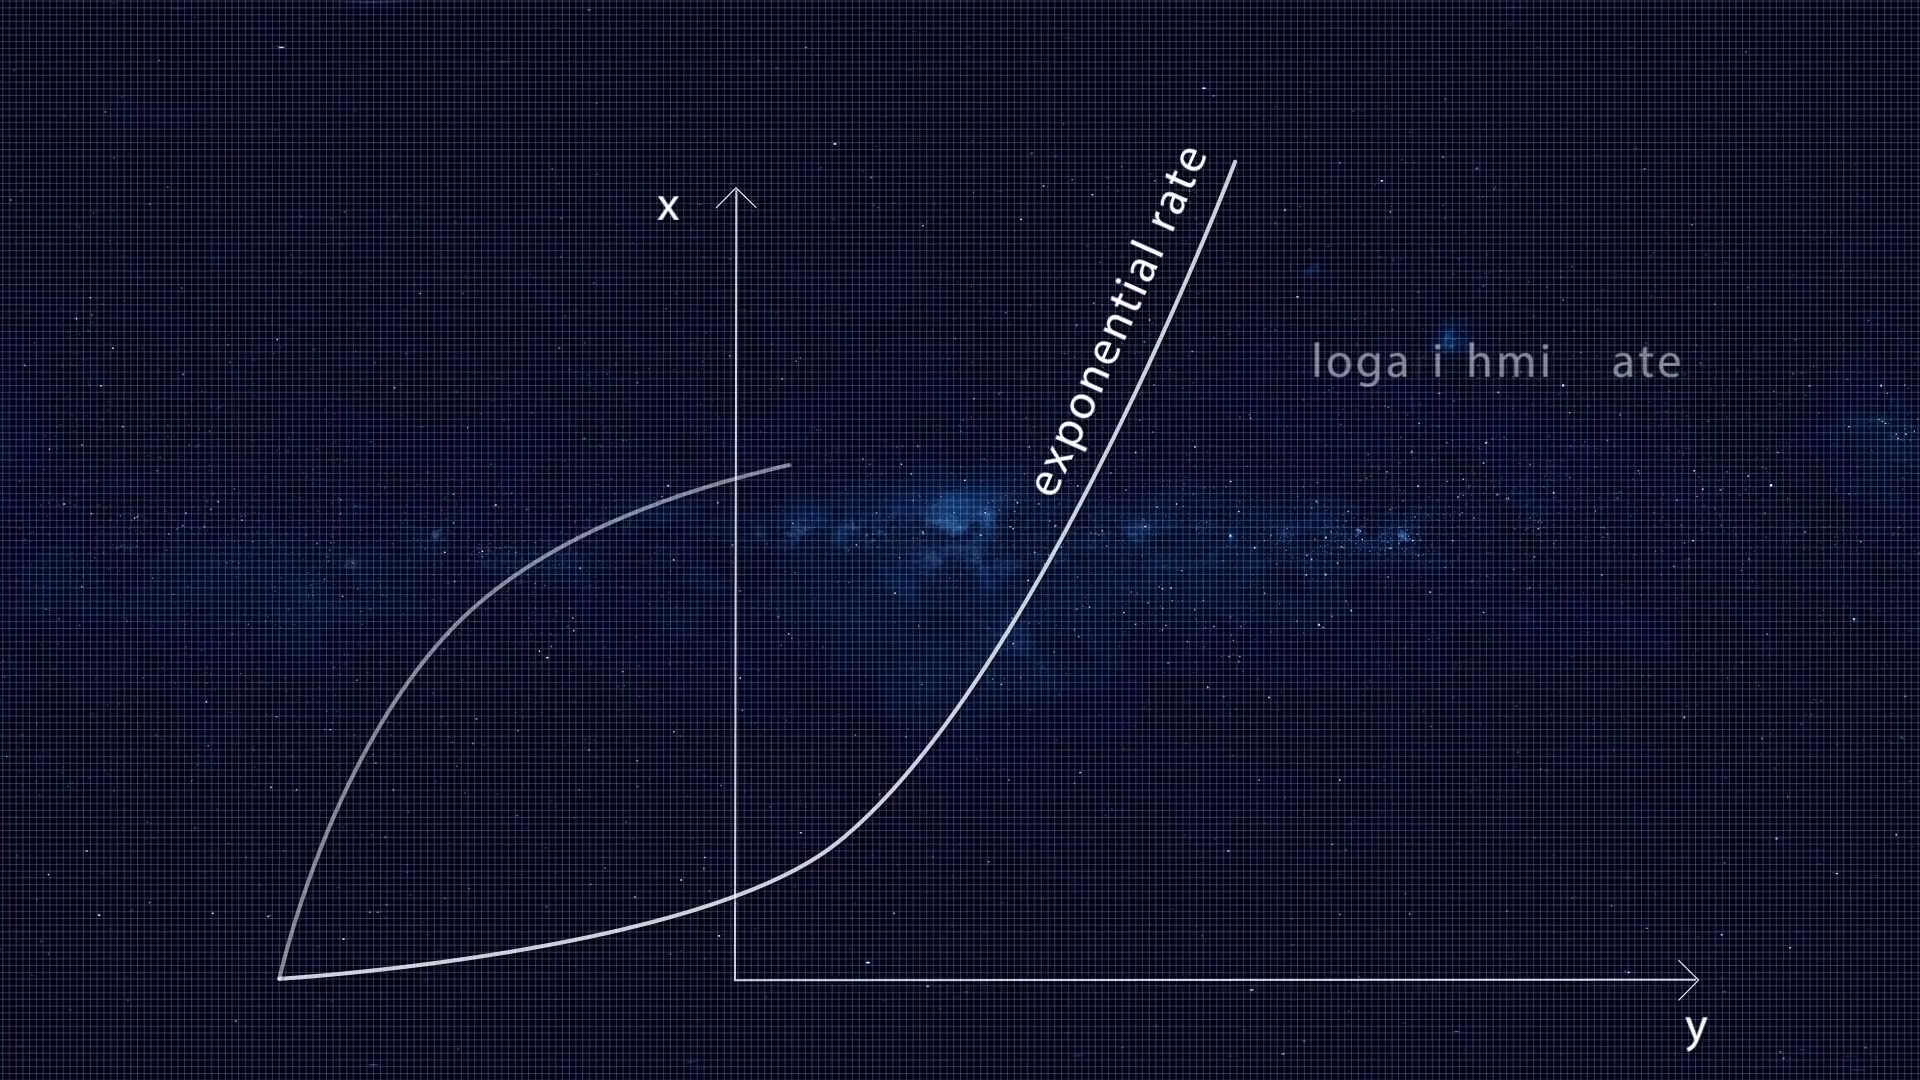 x
exponential rate
loga i hmi ate
y